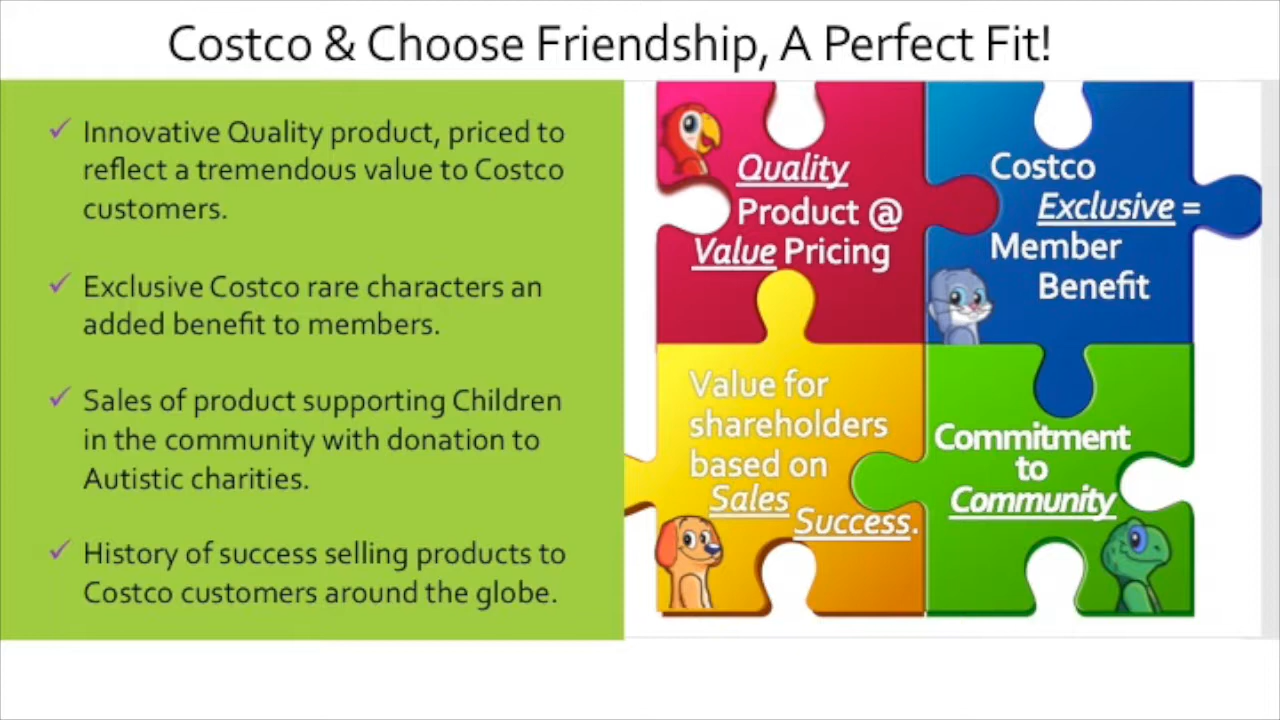 Costco & Choose Friendship, A Perfect Fit!
✓ Innovative Quality product, priced to
reflect a tremendous value to Costco
customers.
✓ Exclusive Costco rare characters an
added benefit to members.
✓ Sales of product supporting Children
in the community with donation to
Autistic charities.
✓ History of success selling products to
Costco customers around the globe.
Quality
Product @
Value Pricing
Costco
Exclusive =
Member
Benefit
Value for
shareholders
based on
Sales
Success.
Commitment
to
Community